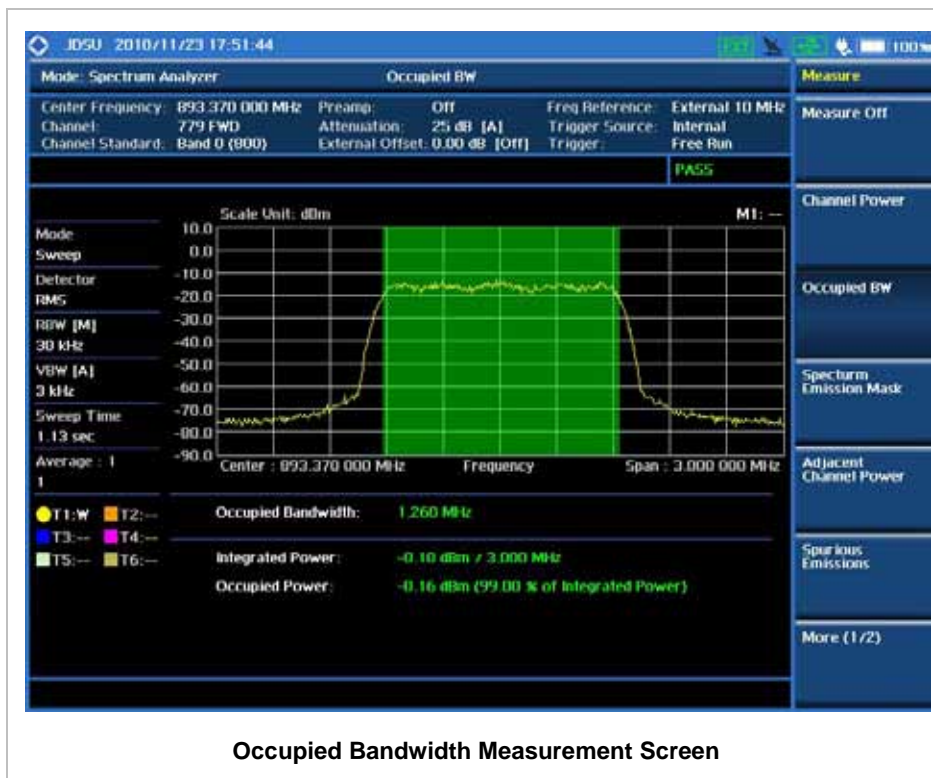 JDSU 2010/11/23 17:51:44
100%
Mode: Spectrum Analyzer Occupied BW
Center Frequency: 893.370 000 MHz Preamp: Off Freq Reference: External 10 MHz
Channel: 779 FWD Attenuation: 25 dB [A] Trigger Source: Internal
Channel Standard: Band 0 (800) External Offset: 0.00 dB [Off] Trigger: Free Run
PASS
Scale Unit: dBm M1: --
Mode
Sweep
Detector
RMS
RBW [M]
30 kHz
VBW [A]
3 kHz
Sweep Time
1.13 sec
Average : 1
1
T1:W T2:--
T3:-- T4:--
T5:-- T6:--
10.0
0.0
-10.0
-20.0
-30.0
-40.0
-50.0
-60.0
-70.0
-80.0
-90.0
Center : 893.370 000 MHz Frequency Span : 3.000 000 MHz
Occupied Bandwidth: 1.260 MHz
Integrated Power: -0.10 dBm / 3.000 MHz
Occupied Power: -0.16 dBm (99.00 % of Integrated Power)
Measure
Measure Off
Channel Power
Occupied BW
Specturm
Emission Mask
Adjacent
Channel Power
Spurious
Emissions
More (1/2)
Occupied Bandwidth Measurement Screen